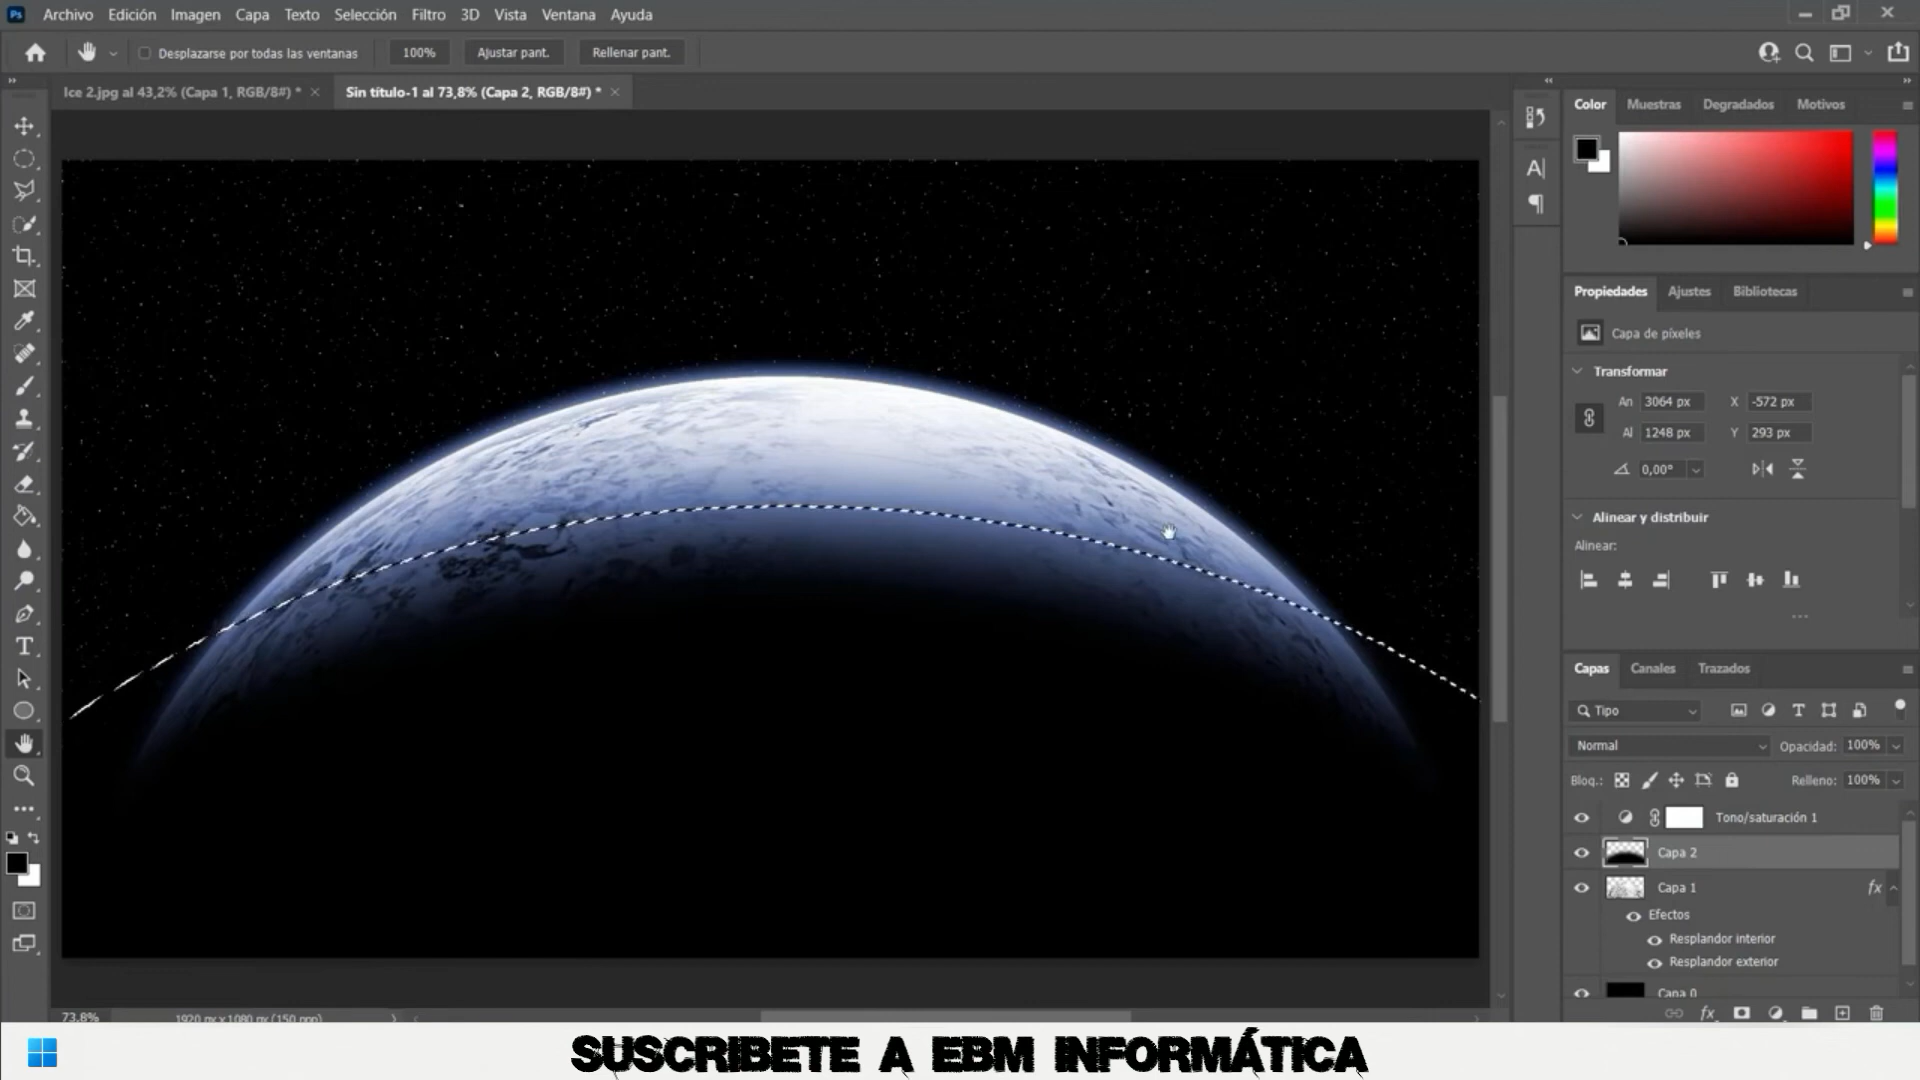 Ps Archivo Edición Imagen Capa Texto Selección Filtro 3D Vista Ventana Ayuda
Desplazarse por todas las ventanas 100% Ajustar pant. Rellenar pant.
Ice 2.jpg al 43,2% (Capa 1, RGB/8#) * Sin título-1 al 73,8% (Capa 2, RGB/8#) *
Color Muestras Degradados Motivos
Propiedades Ajustes Bibliotecas
Capa de píxeles
Transformar
An 3064 px X -572 px
Al 1248 px Y 293 px
0,00°
Alinear y distribuir
Alinear:
Capas Canales Trazados
Tipo
Normal Opacidad: 100%
Bloq.: Relleno: 100%
Tono/saturación 1
Capa 2
Capa 1 fx
Efectos
Resplandor interior
Resplandor exterior
Capa 0
fx
73,8% 1920 px x 1080 px (150 ppp)
SUSCRIBETE A EBM INFORMÁTICA